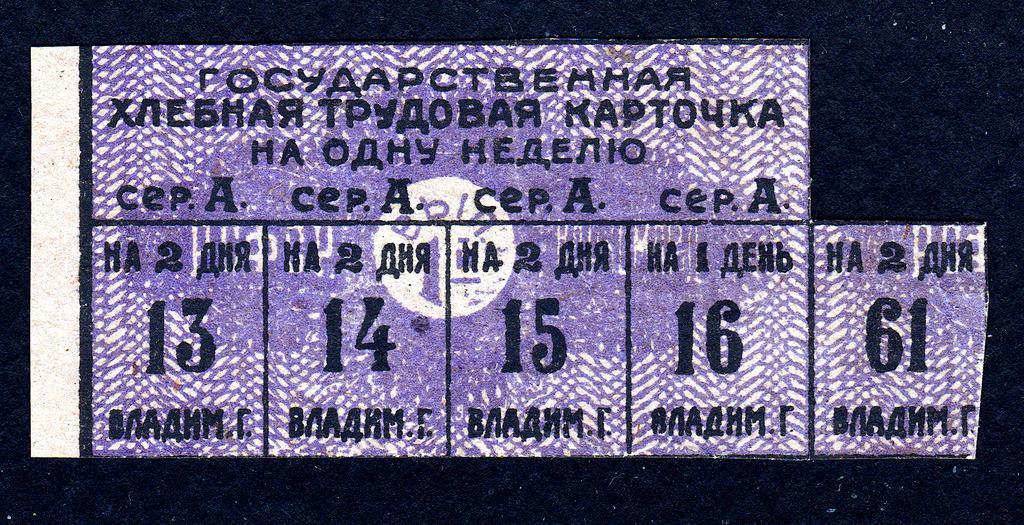 ГОСУДАРСТВЕННАЯ
ХЛЕБНАЯ ТРУДОВАЯ КАРТОЧКА
НА ОДНУ НЕДЕЛЮ
сер. А. сер. А. сер. А. сер. А.
НА 2 ДНЯ НА 2 ДНЯ НА 2 ДНЯ НА 1 ДЕНЬ НА 2 ДНЯ
13 14 15 16 61
ВЛАДИМ. Г. ВЛАДИМ. Г. ВЛАДИМ. Г. ВЛАДИМ. Г ВЛАДИМ. Г